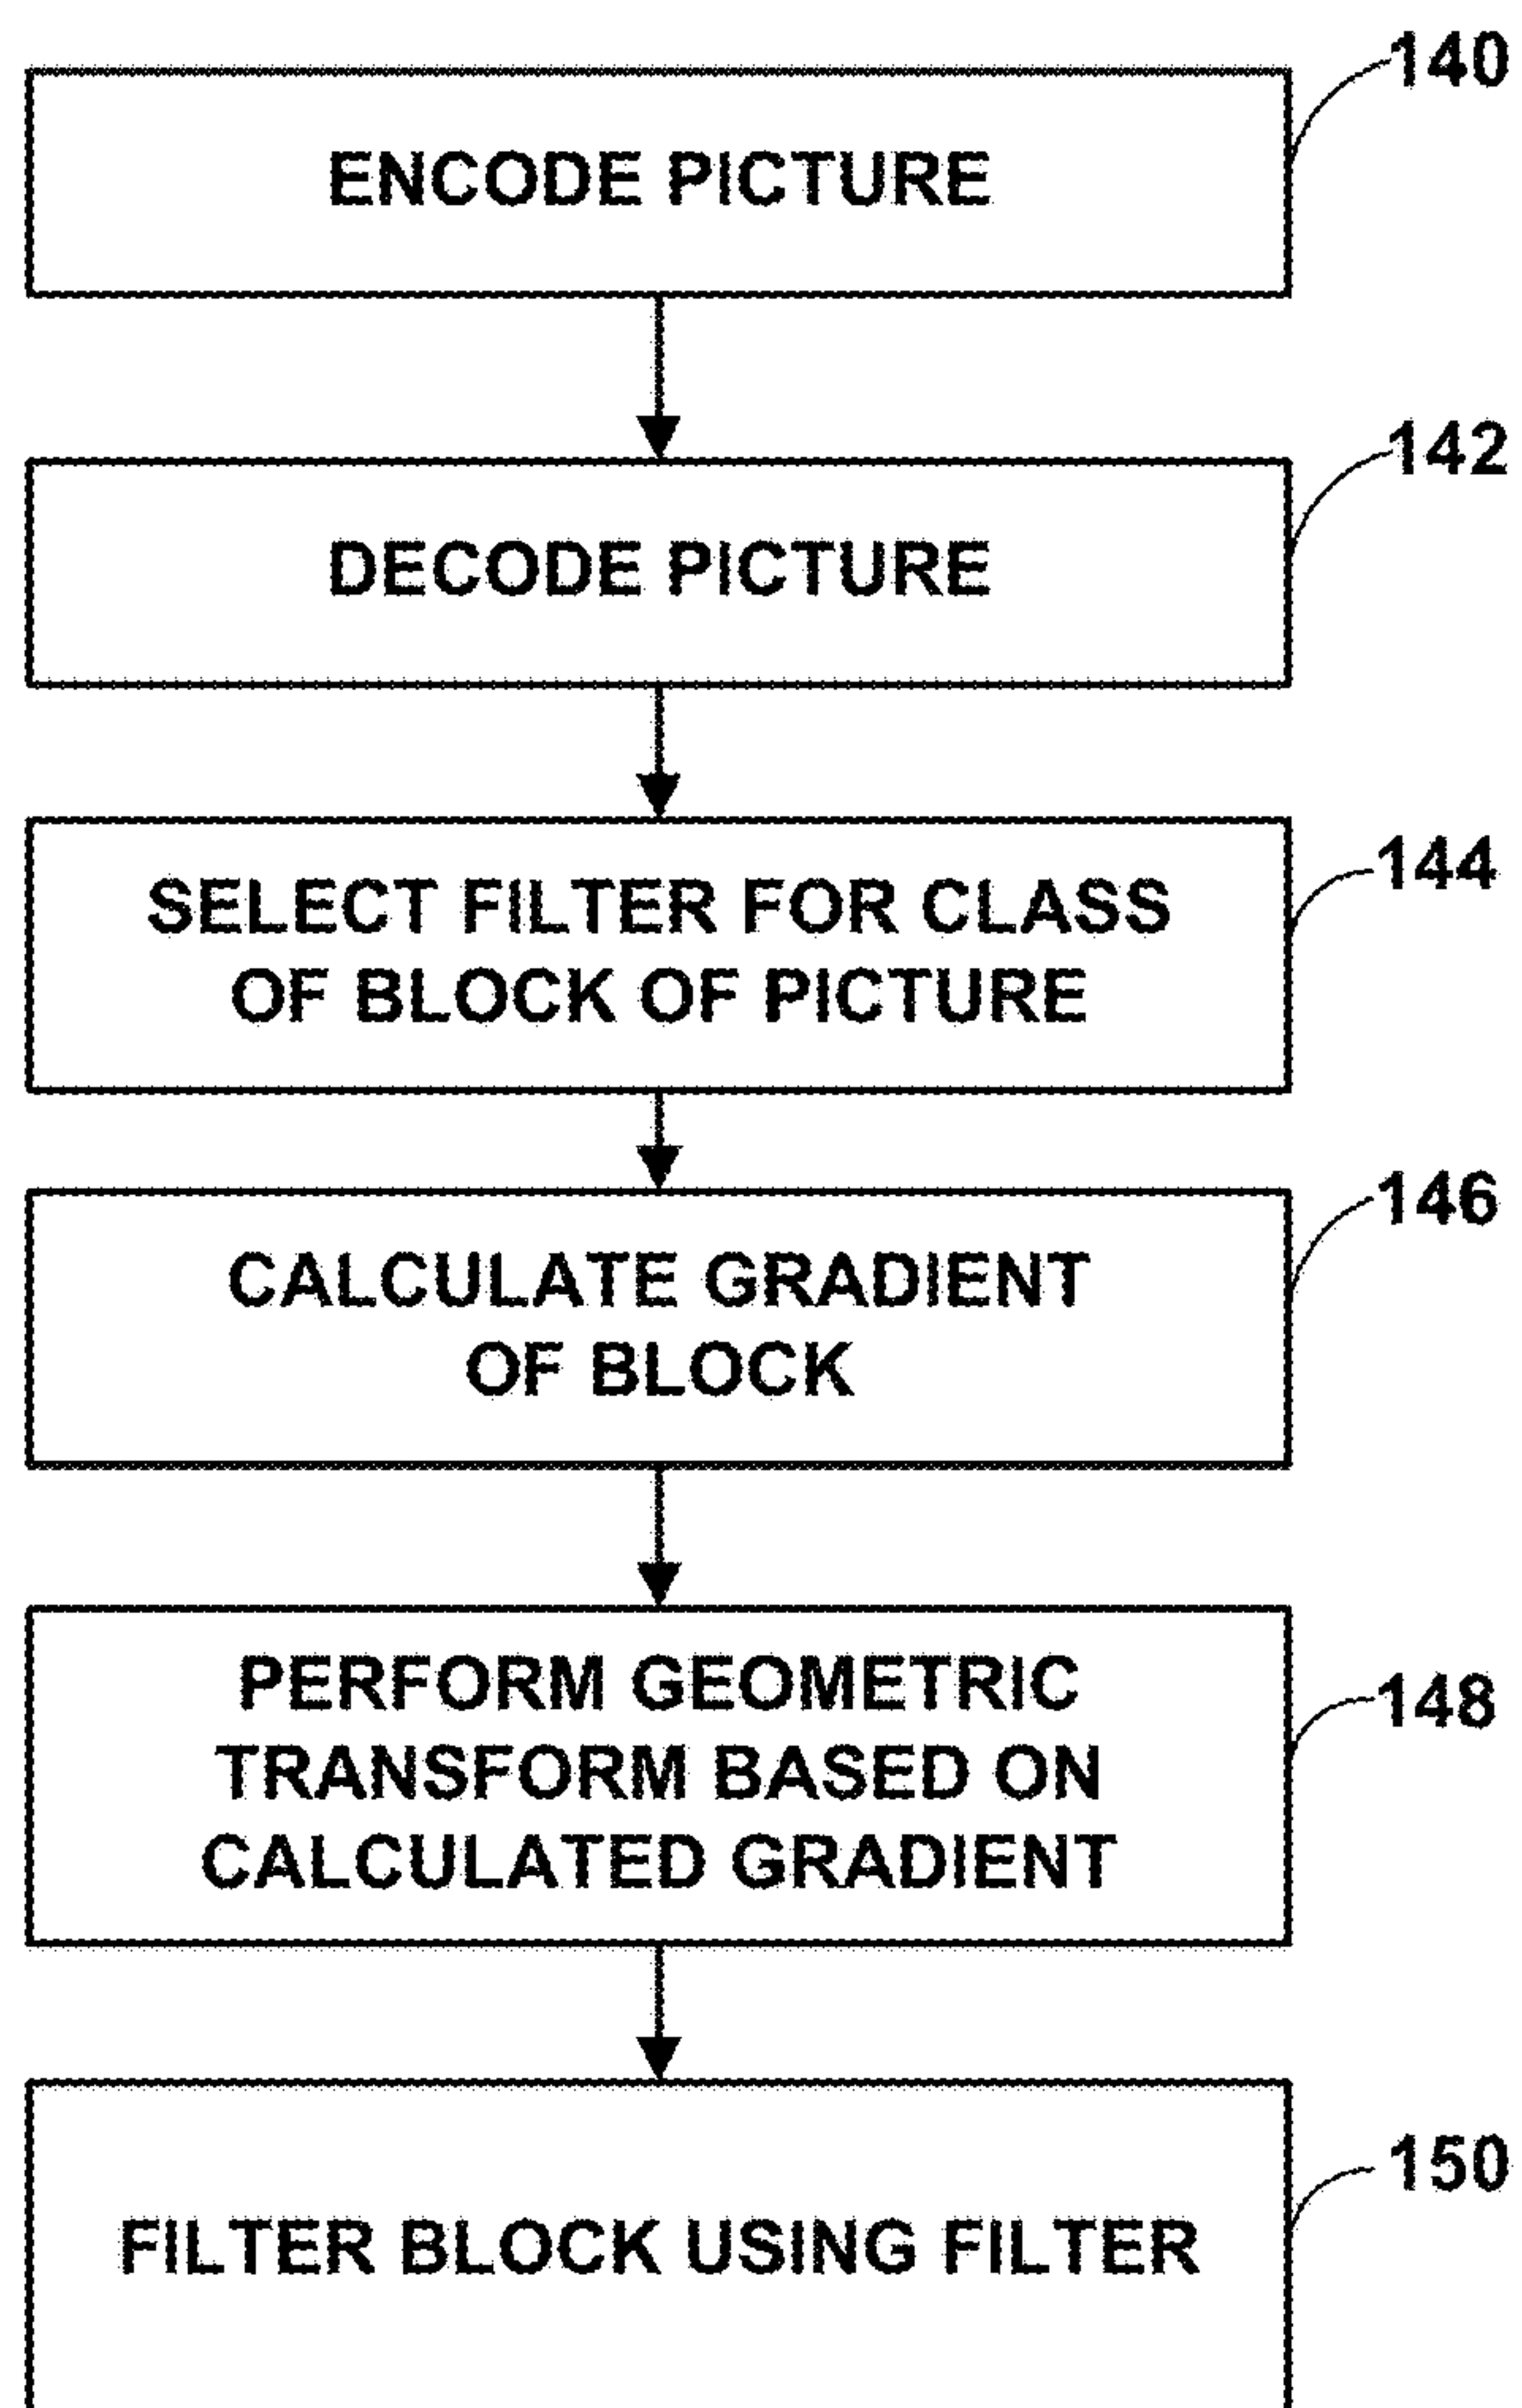 140
ENCODE PICTURE
142
DECODE PICTURE
144
SELECT FILTER FOR CLASS
OF BLOCK OF PICTURE
146
CALCULATE GRADIENT
OF BLOCK
148
PERFORM GEOMETRIC
TRANSFORM BASED ON
CALCULATED GRADIENT
150
FILTER BLOCK USING FILTER